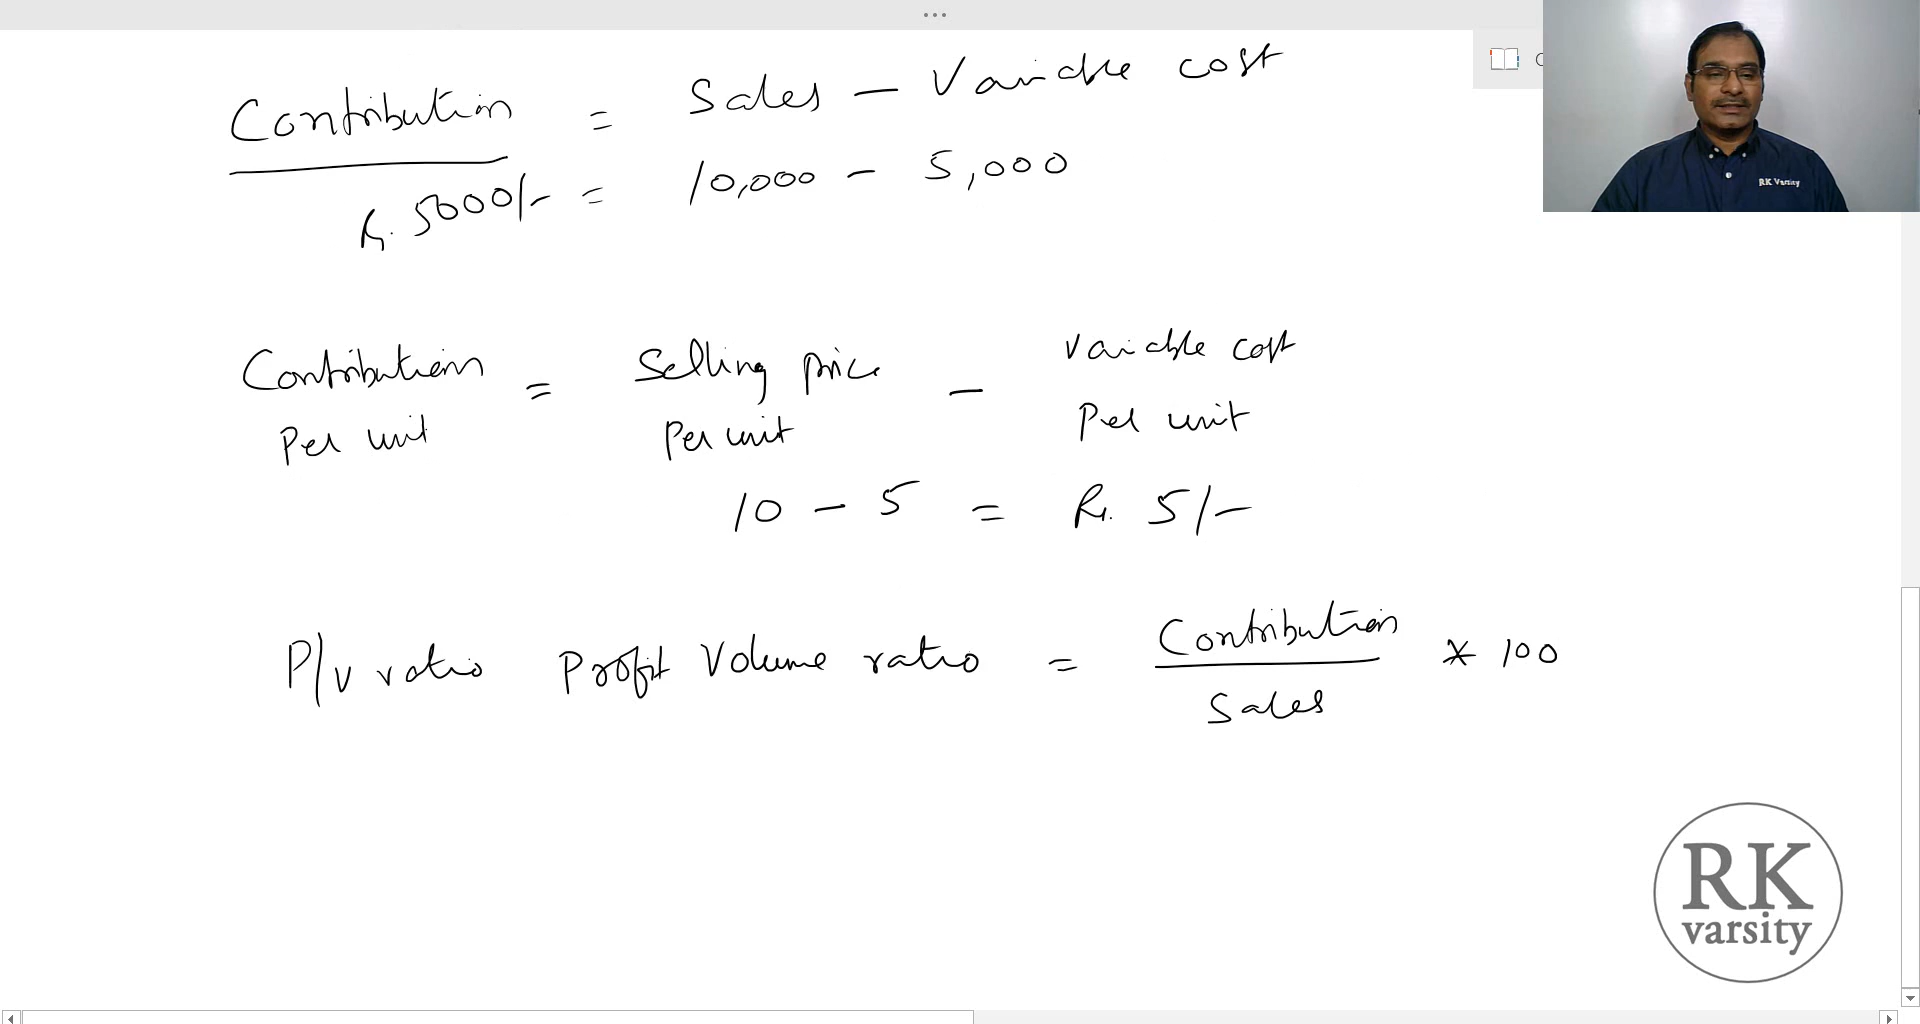 Contribution = Sales - Variable cost
Rs. 5000/- = 10,000 - 5,000
Contribution Per unit = Selling price Per unit - Variable cost Per unit
10 - 5 = Rs. 5/-
P/v ratio Profit Volume ratio = Contribution / Sales * 100
RK Varsity
RK
varsity